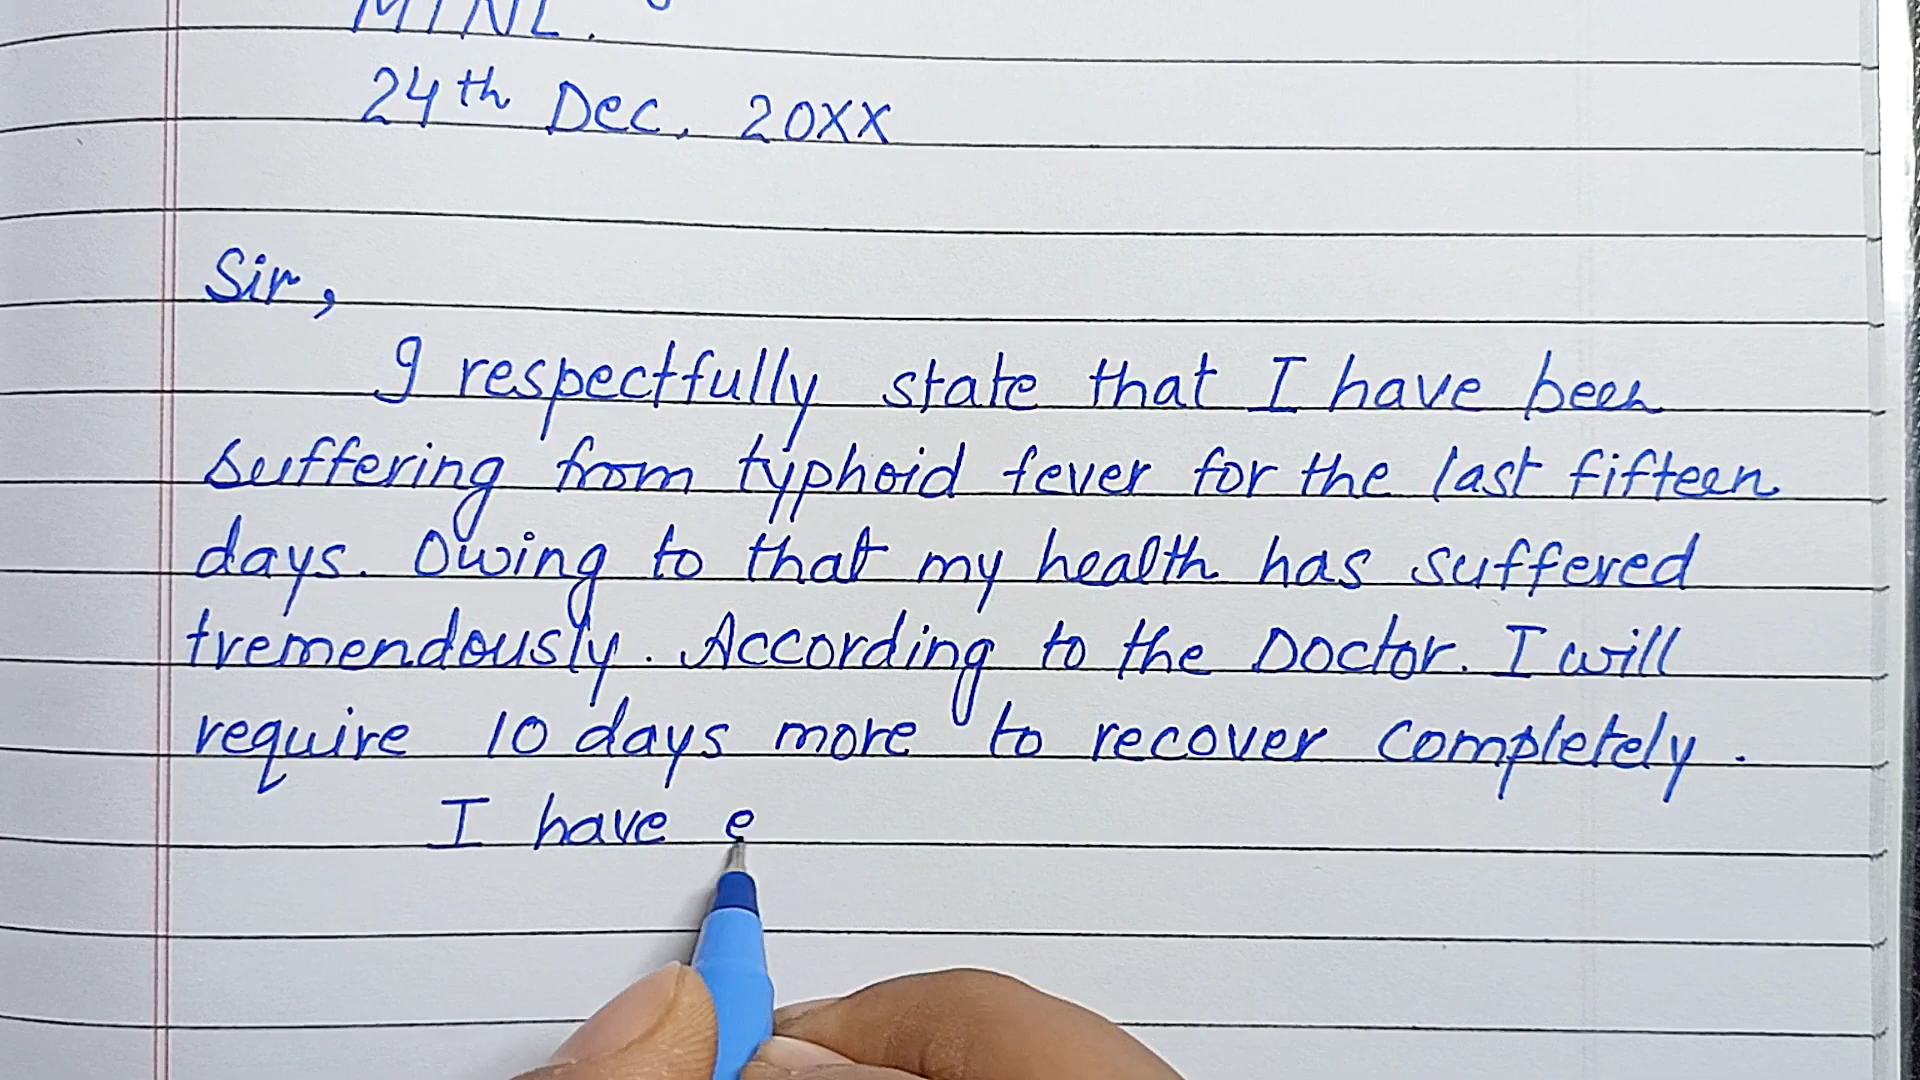 MTNL.
24th Dec. 20XX
Sir,
I respectfully state that I have been
suffering from typhoid fever for the last fifteen
days. Owing to that my health has suffered
tremendously. According to the Doctor. I will
require 10 days more to recover completely.
I have e